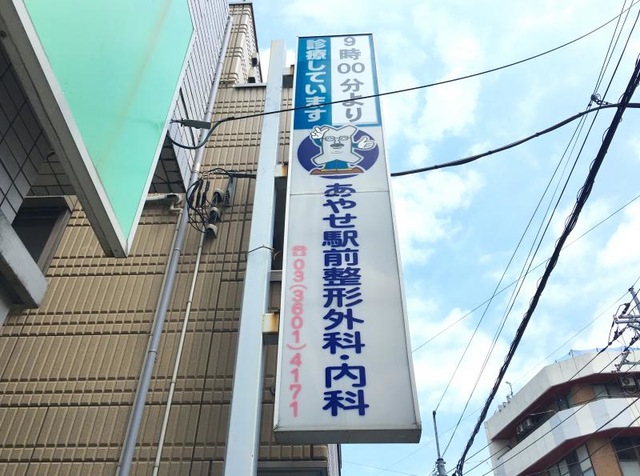 9時00分より
診療しています
あやせ駅前整形外科・内科
☎03(3601)4171